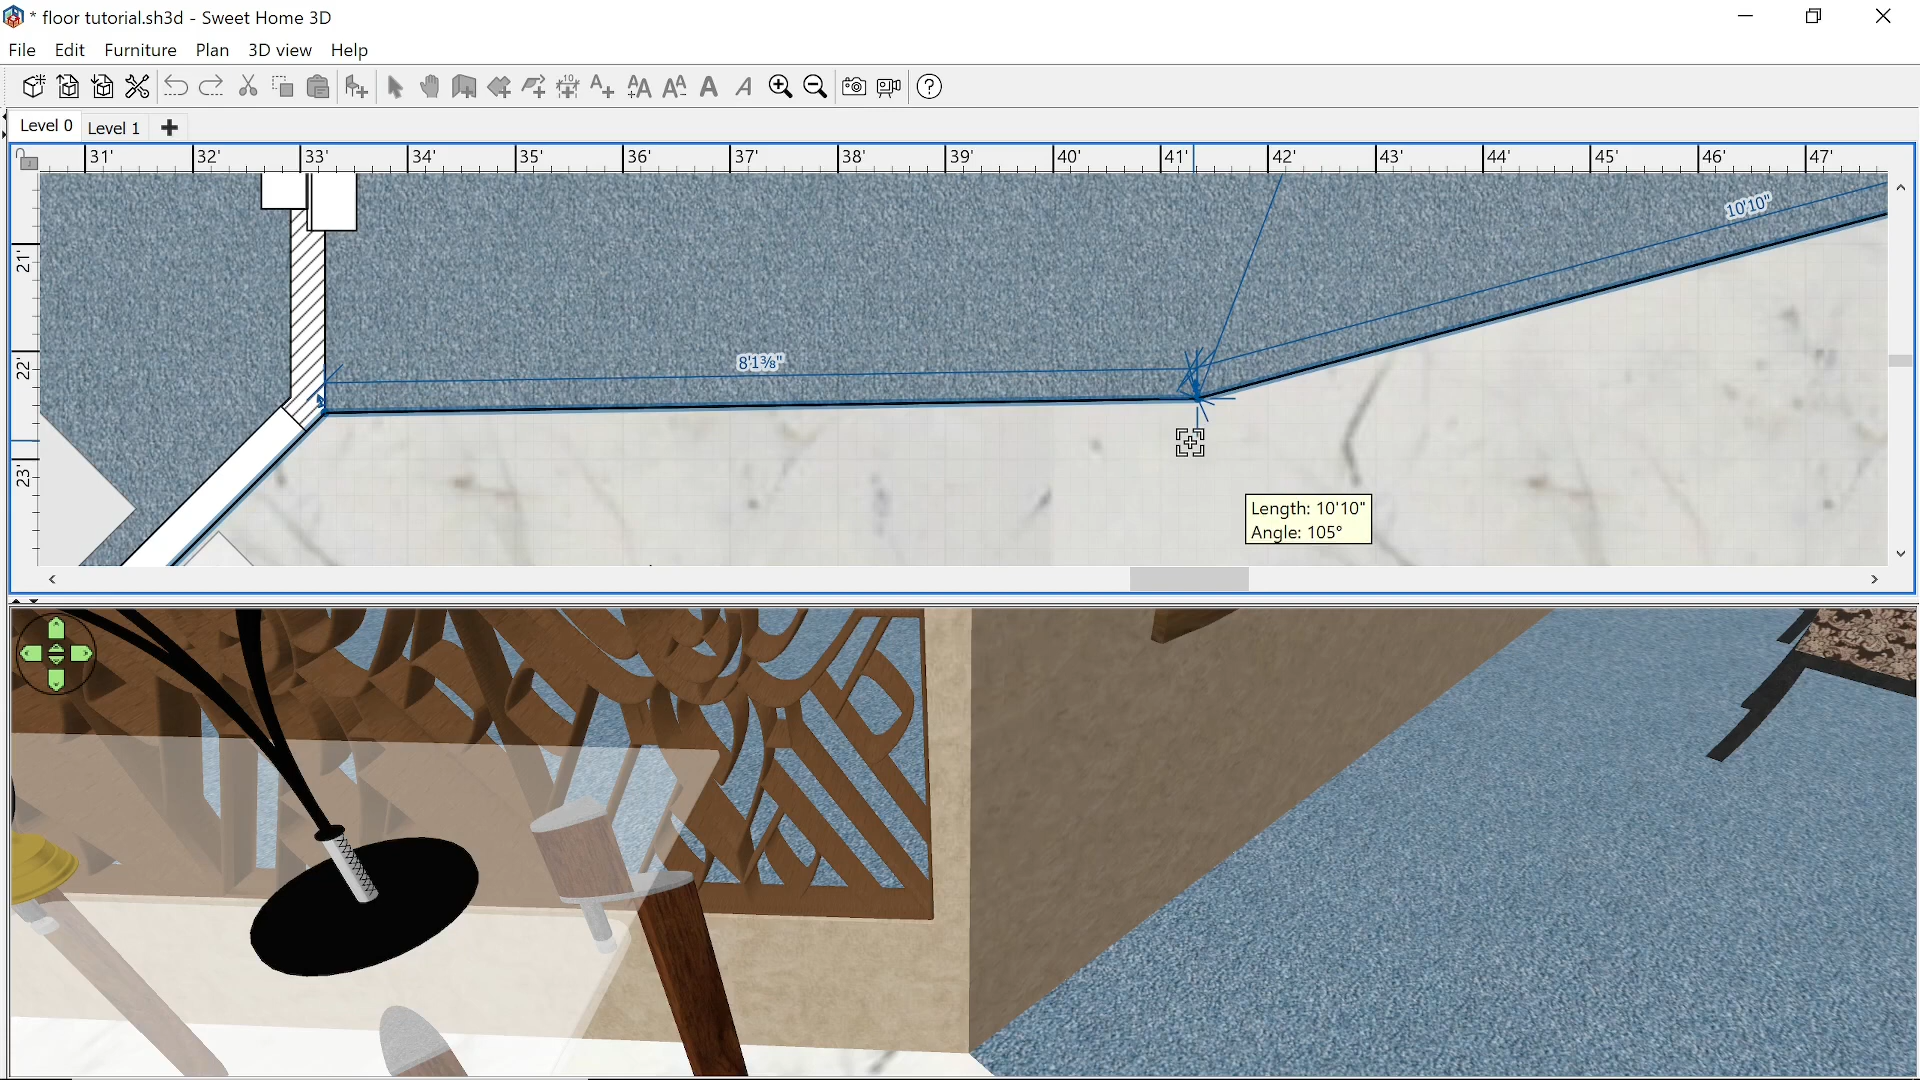 * floor tutorial.sh3d - Sweet Home 3D
File Edit Furniture Plan 3D view Help
Level 0 Level 1
31' 32' 33' 34' 35' 36' 37' 38' 39' 40' 41' 42' 43' 44' 45' 46' 47'
21'
22'
23'
10'10"
8'1⅜"
Length: 10'10"
Angle: 105°